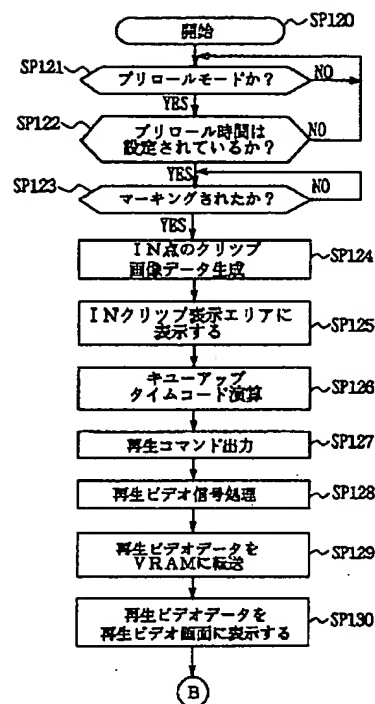 開始
SP120
SP121
プリロールモードか?
NO
YES
SP122
プリロール時間は
設定されているか?
NO
YES
SP123
マーキングされたか?
NO
YES
IN点のクリップ
画像データ生成
SP124
INクリップ表示エリアに
表示する
SP125
キユーアップ
タイムコード演算
SP126
再生コマンド出力
SP127
再生ビデオ信号処理
SP128
再生ビデオデータを
VRAMに転送
SP129
再生ビデオデータを
再生ビデオ画面に表示する
SP130
B